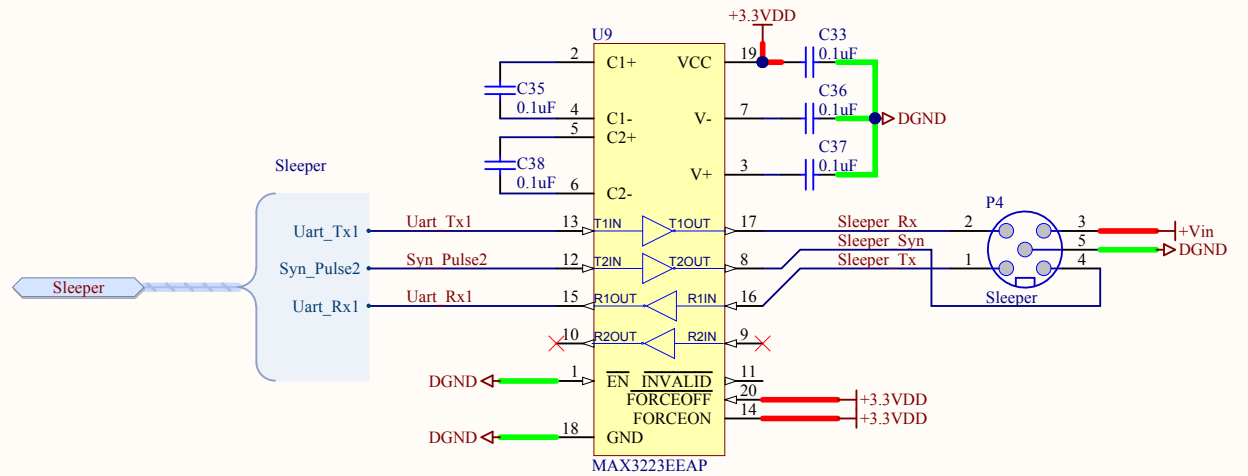 +3.3VDD
U9
C33
2 C1+ VCC 19 0.1uF
C35
0.1uF
C36
4 C1- V- 7 0.1uF DGND
5 C2+
C37
C38
0.1uF
V+ 3 0.1uF
Sleeper
6 C2-
P4
Uart_Tx1 Uart_Tx1 13 T1IN T1OUT 17 Sleeper_Rx 2 3 +Vin
Sleeper_Syn 5 DGND
Syn_Pulse2 Syn_Pulse2 12 T2IN T2OUT 8 Sleeper_Tx 1 4
Sleeper
Uart_Rx1 Uart_Rx1 15 R1OUT R1IN 16 Sleeper
10 R2OUT R2IN 9
DGND 1 EN INVALID 11
FORCEOFF 20 +3.3VDD
FORCEON 14 +3.3VDD
DGND 18 GND
MAX3223EEAP